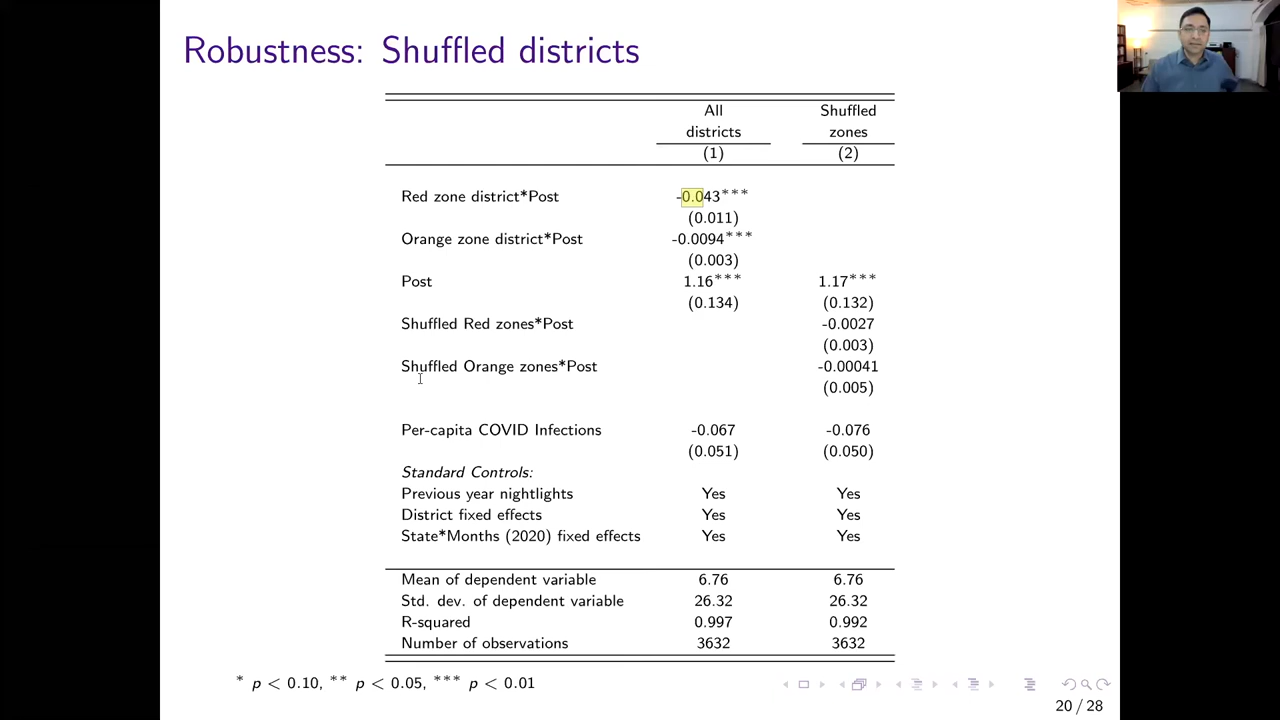 Robustness: Shuffled districts
All Shuffled
districts zones
(1) (2)
Red zone district*Post -0.043***
(0.011)
Orange zone district*Post -0.0094***
(0.003)
Post 1.16*** 1.17***
(0.134) (0.132)
Shuffled Red zones*Post -0.0027
(0.003)
Shuffled Orange zones*Post -0.00041
(0.005)
Per-capita COVID Infections -0.067 -0.076
(0.051) (0.050)
Standard Controls:
Previous year nightlights Yes Yes
District fixed effects Yes Yes
State*Months (2020) fixed effects Yes Yes
Mean of dependent variable 6.76 6.76
Std. dev. of dependent variable 26.32 26.32
R-squared 0.997 0.992
Number of observations 3632 3632
* p < 0.10, ** p < 0.05, *** p < 0.01
20 / 28